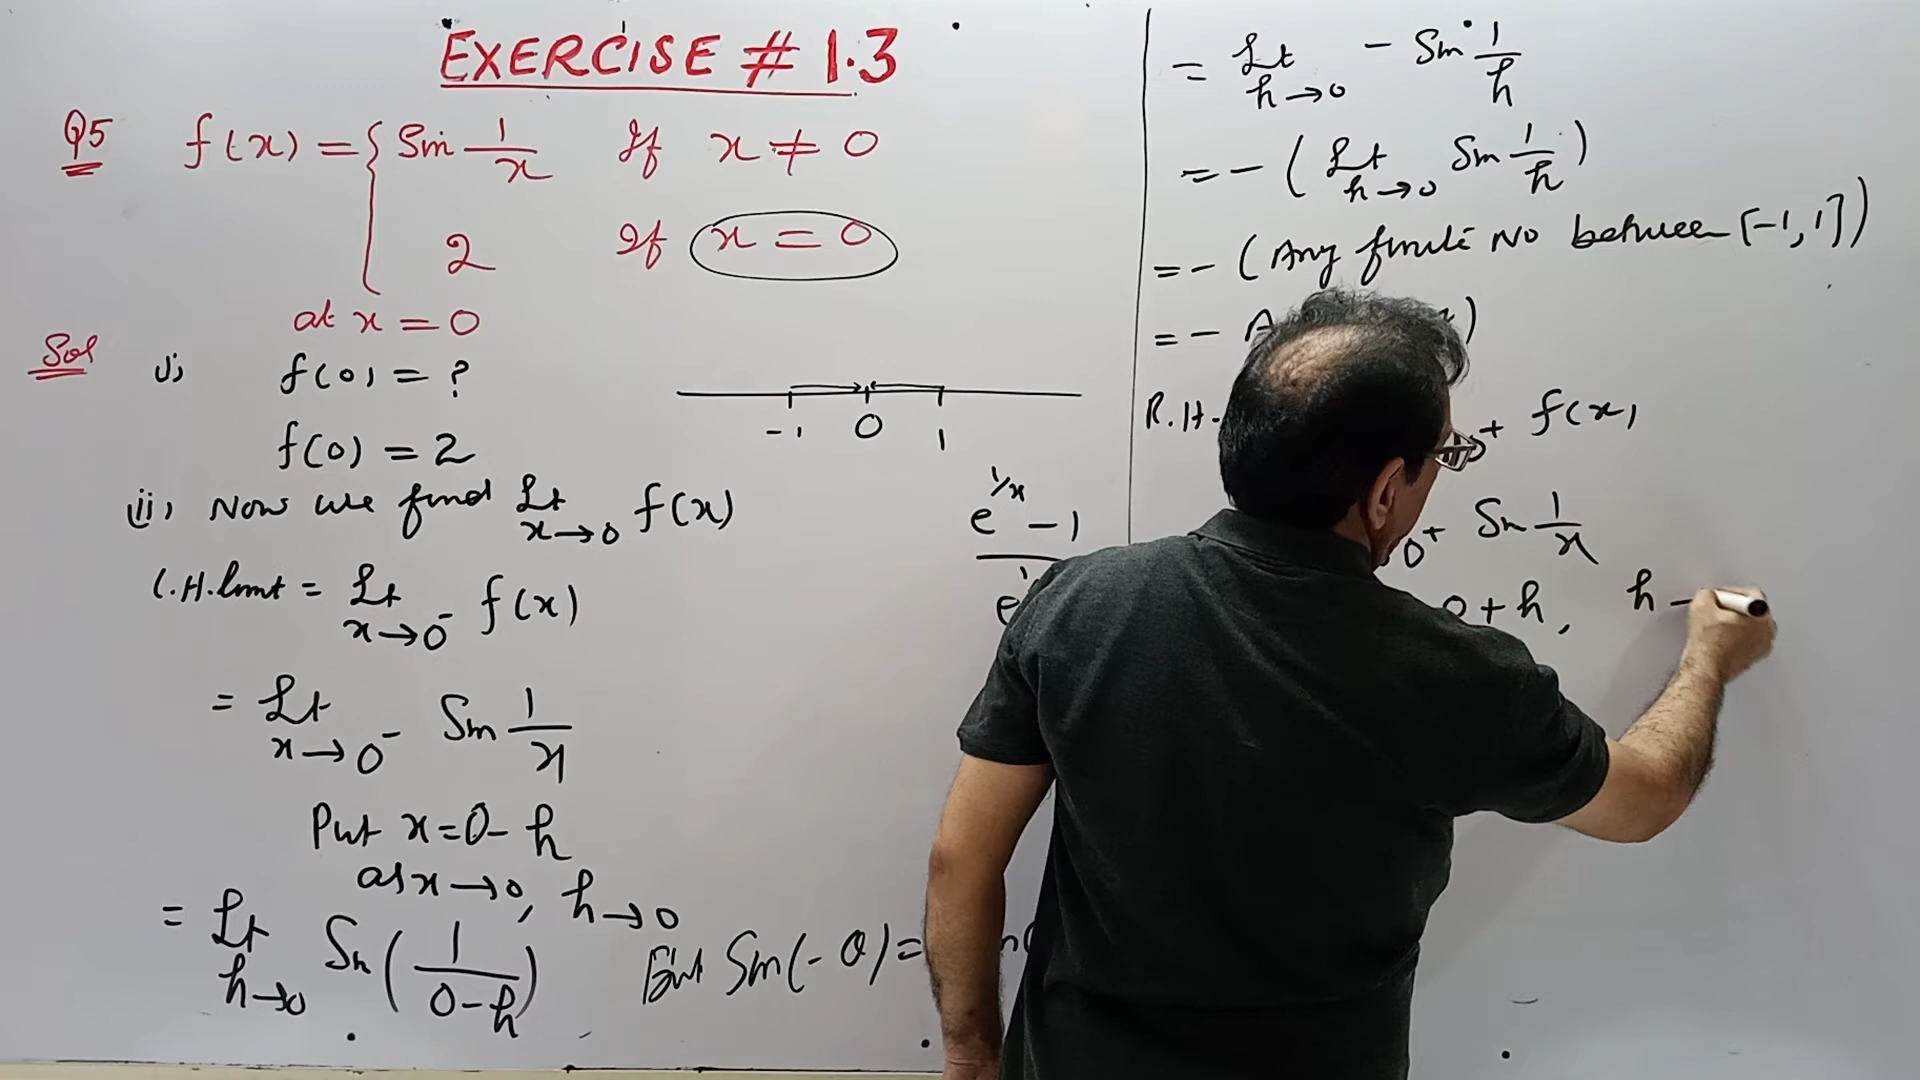 EXERCISE # 1.3
Q5 f(x) = { Sin 1/x If x ≠ 0
2 If x = 0
at x = 0
Sol i) f(0) = ?
f(0) = 2
-1 0 1
ii) Now we find Lt x→0 f(x)
L.H.limit = Lt x→0⁻ f(x)
= Lt x→0⁻ Sin 1/x
Put x = 0 - h
as x→0, h→0
= Lt h→0 Sin (1/(0-h))
But Sin(-θ) =
e^(1/x) - 1
e
= Lt h→0 - Sin 1/h
= - ( Lt h→0 Sin 1/h )
= - ( Any finite No between [-1, 1] )
= - A )
R.H. + f(x)
0⁺ Sin 1/x
0 + h, h -